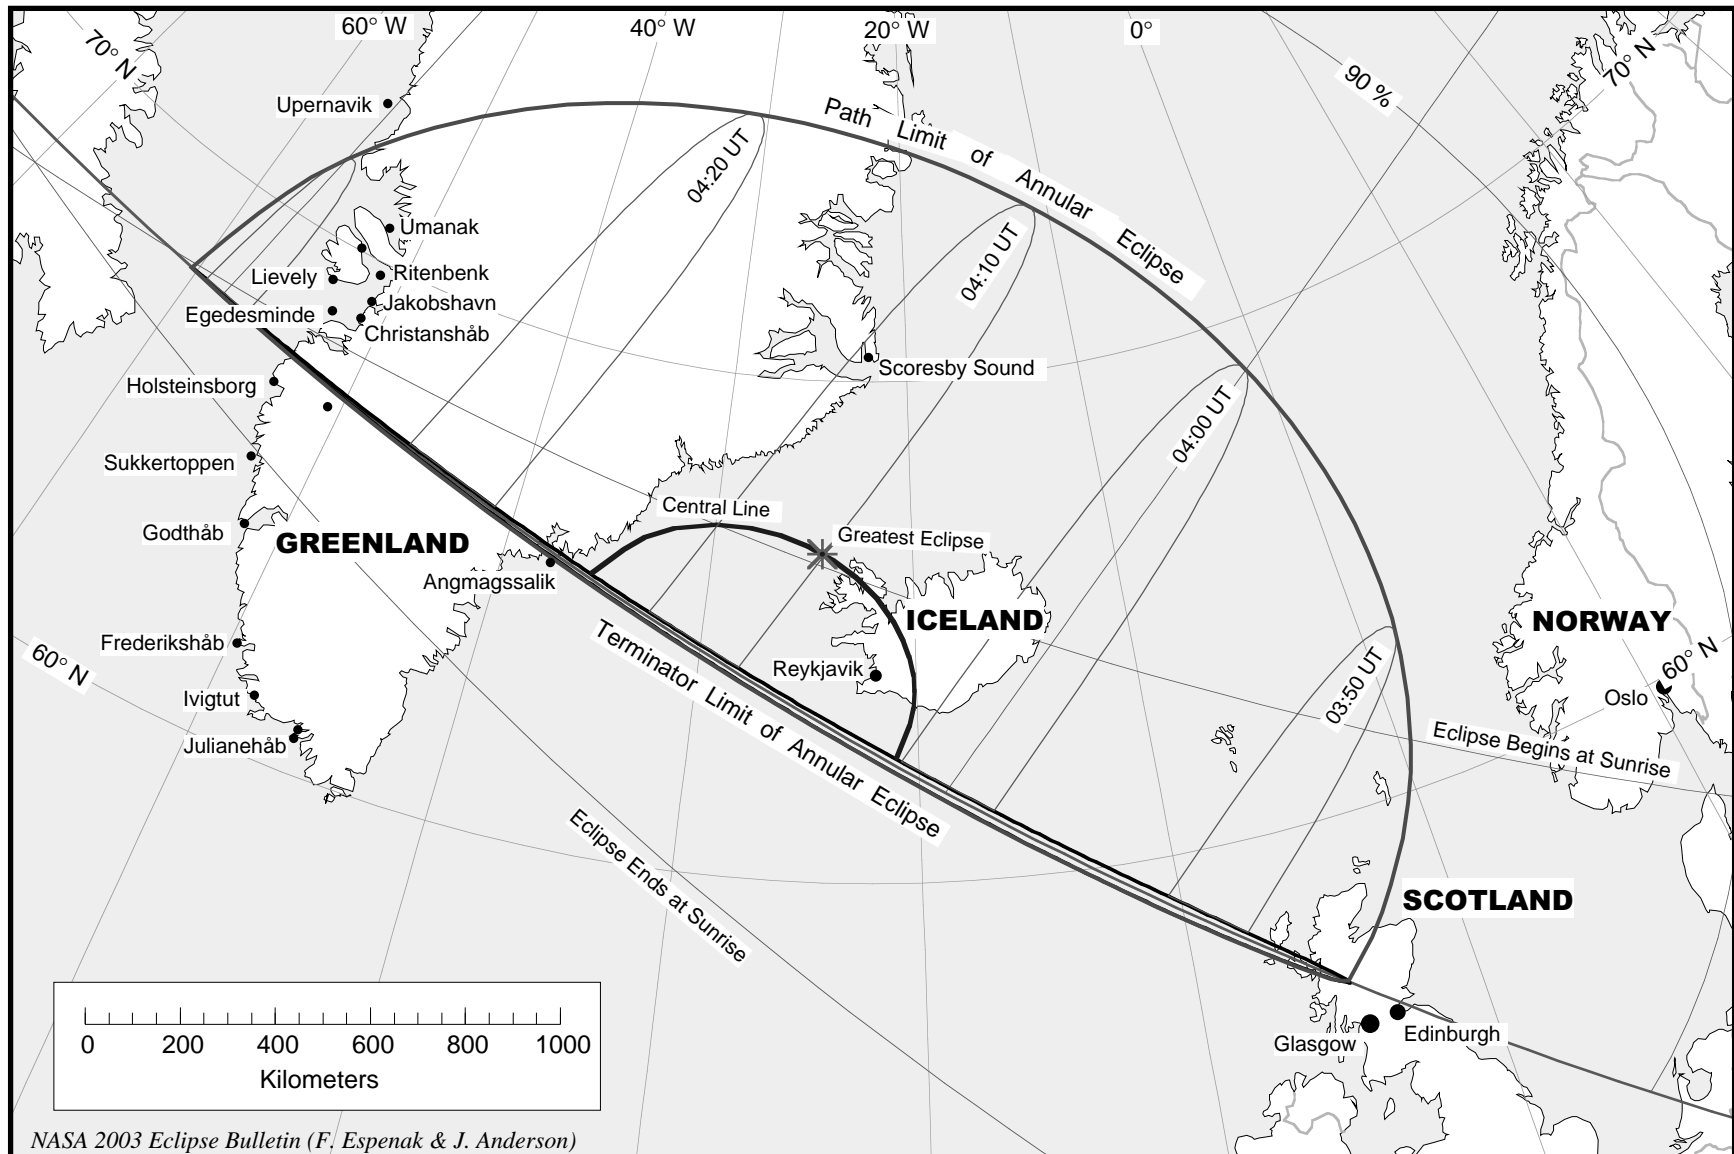 60° W
40° W
20° W
0°
70° N
90 %
70° N
Upernavik
Path Limit of Annular Eclipse
04:20 UT
04:10 UT
04:00 UT
03:50 UT
Umanak
Lievely
Ritenbenk
Egedesminde
Jakobshavn
Christanshåb
Holsteinsborg
Scoresby Sound
Sukkertoppen
Godthåb
GREENLAND
Central Line
Greatest Eclipse
Angmagssalik
ICELAND
NORWAY
Terminator Limit of Annular Eclipse
Frederikshåb
60° N
Reykjavik
60° N
Ivigtut
Oslo
Julianehåb
Eclipse Begins at Sunrise
Eclipse Ends at Sunrise
SCOTLAND
Glasgow
Edinburgh
0 200 400 600 800 1000
Kilometers
NASA 2003 Eclipse Bulletin (F. Espenak & J. Anderson)